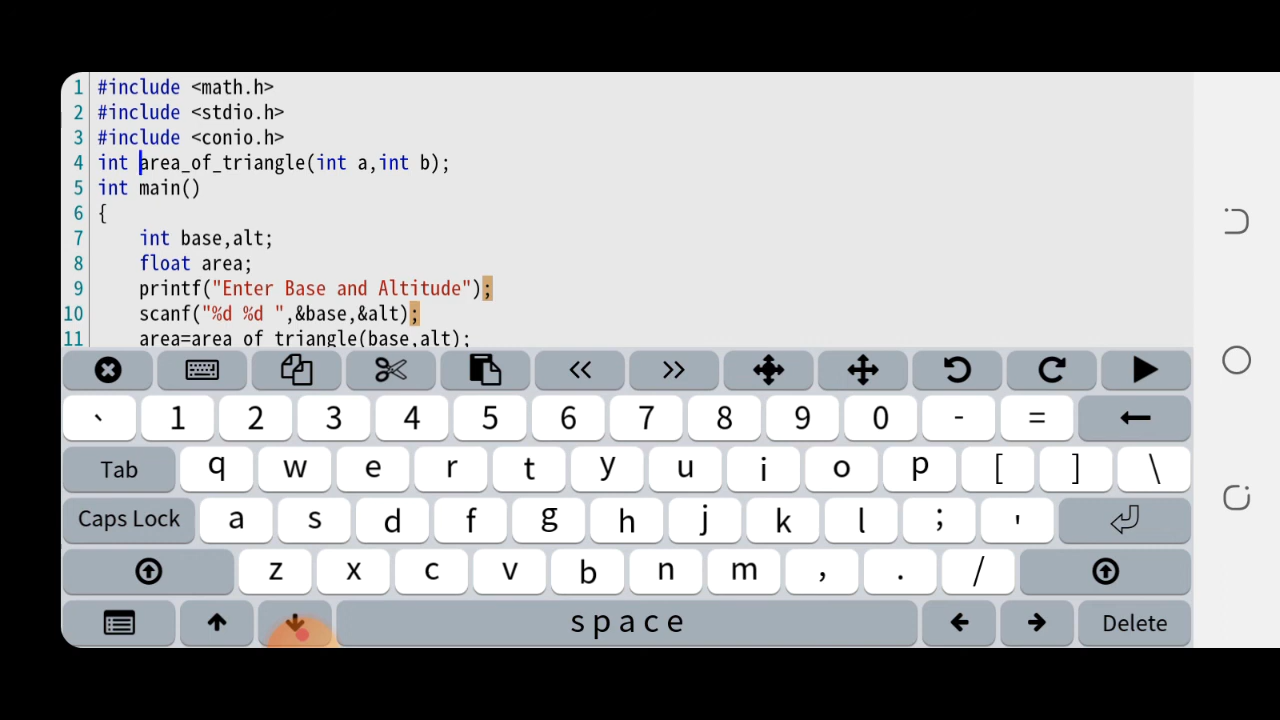 1 #include <math.h>
2 #include <stdio.h>
3 #include <conio.h>
4 int area_of_triangle(int a,int b);
5 int main()
6 {
7 int base,alt;
8 float area;
9 printf("Enter Base and Altitude");
10 scanf("%d %d ",&base,&alt);
11 area=area_of_triangle(base,alt);
` 1 2 3 4 5 6 7 8 9 0 - =
Tab q w e r t y u i o p [ ] \
Caps Lock a s d f g h j k l ; '
z x c v b n m , . /
space Delete